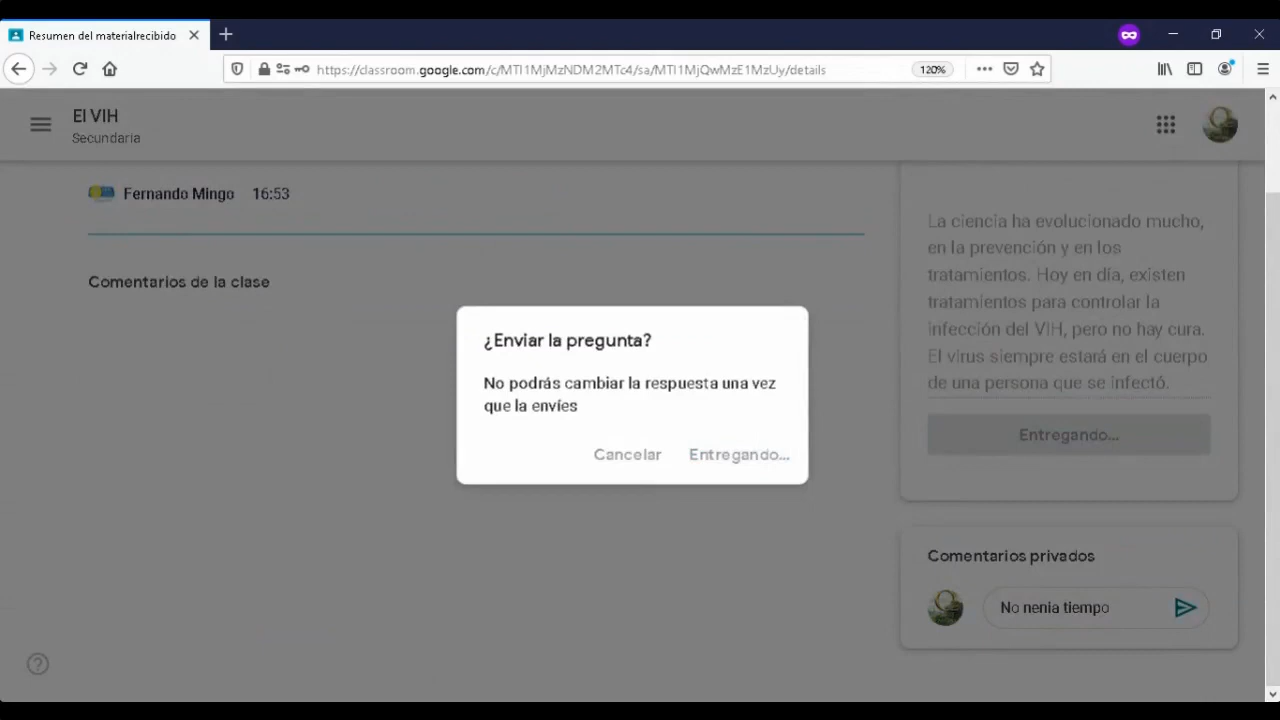 Resumen del materialrecibido
https://classroom.google.com/c/MTI1MjMzNDM2MTc4/sa/MTI1MjQwMzE1MzUy/details
120%
El VIH
Secundaria
Fernando Mingo 16:53
Comentarios de la clase
La ciencia ha evolucionado mucho,
en la prevención y en los
tratamientos. Hoy en día, existen
tratamientos para controlar la
infección del VIH, pero no hay cura.
El virus siempre estará en el cuerpo
de una persona que se infectó.
Entregando...
¿Enviar la pregunta?
No podrás cambiar la respuesta una vez
que la envíes
Cancelar Entregando...
Comentarios privados
No nenia tiempo